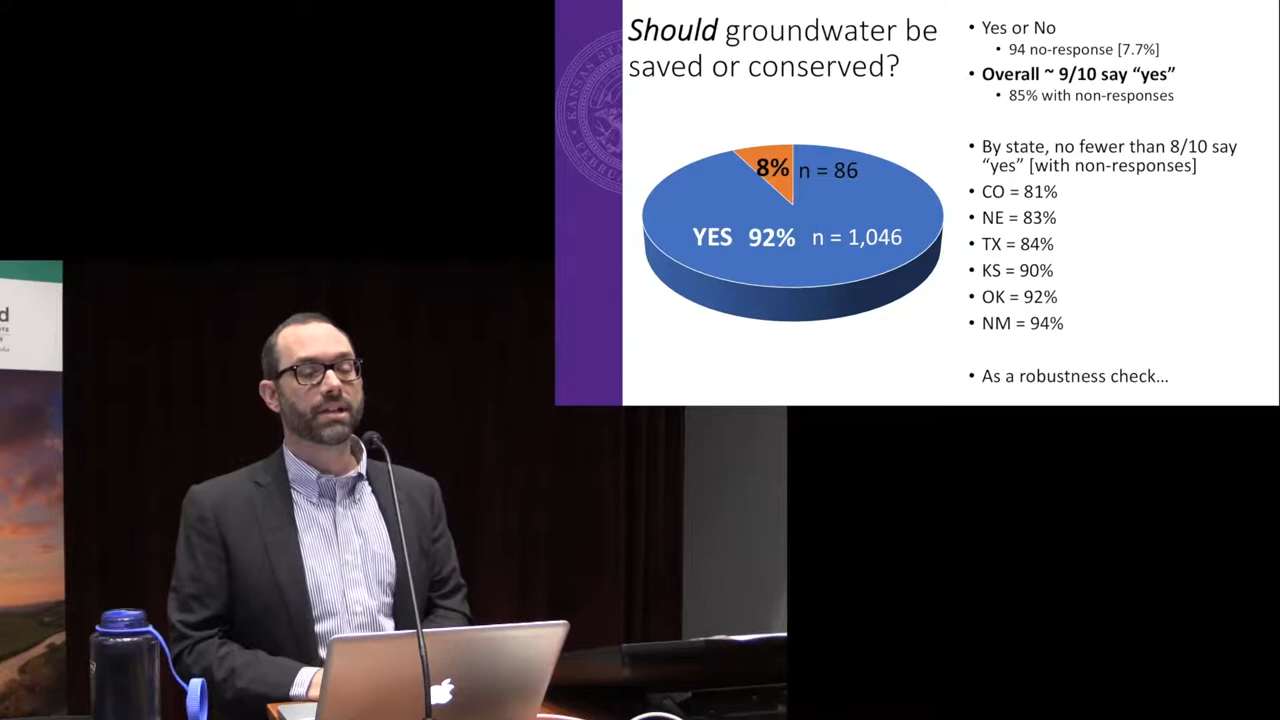 Should groundwater be
saved or conserved?
8% n = 86
YES 92% n = 1,046
• Yes or No
• 94 no-response [7.7%]
• Overall ~ 9/10 say “yes”
• 85% with non-responses
• By state, no fewer than 8/10 say
“yes” [with non-responses]
• CO = 81%
• NE = 83%
• TX = 84%
• KS = 90%
• OK = 92%
• NM = 94%
• As a robustness check…
d
KANSAS STATE